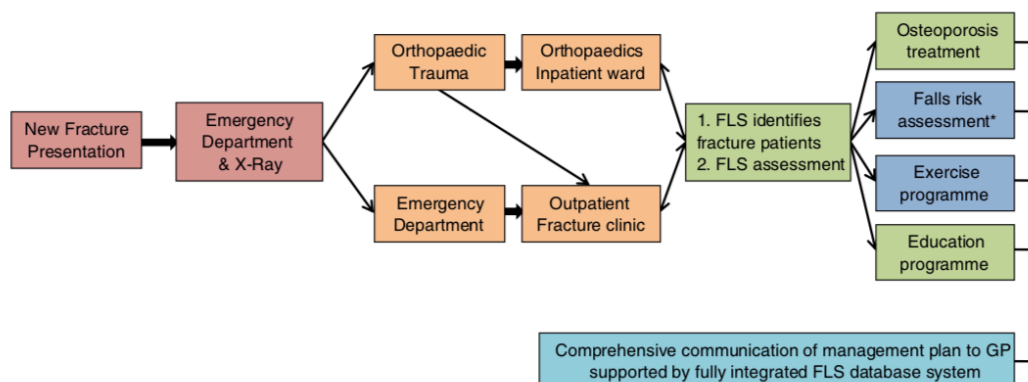 New Fracture
Presentation
Emergency
Department
& X-Ray
Orthopaedic
Trauma
Orthopaedics
Inpatient ward
Emergency
Department
Outpatient
Fracture clinic
1. FLS identifies
fracture patients
2. FLS assessment
Osteoporosis
treatment
Falls risk
assessment*
Exercise
programme
Education
programme
Comprehensive communication of management plan to GP
supported by fully integrated FLS database system